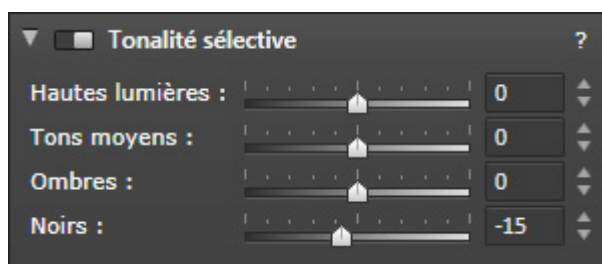 Tonalité sélective ?
Hautes lumières : 0
Tons moyens : 0
Ombres : 0
Noirs : -15